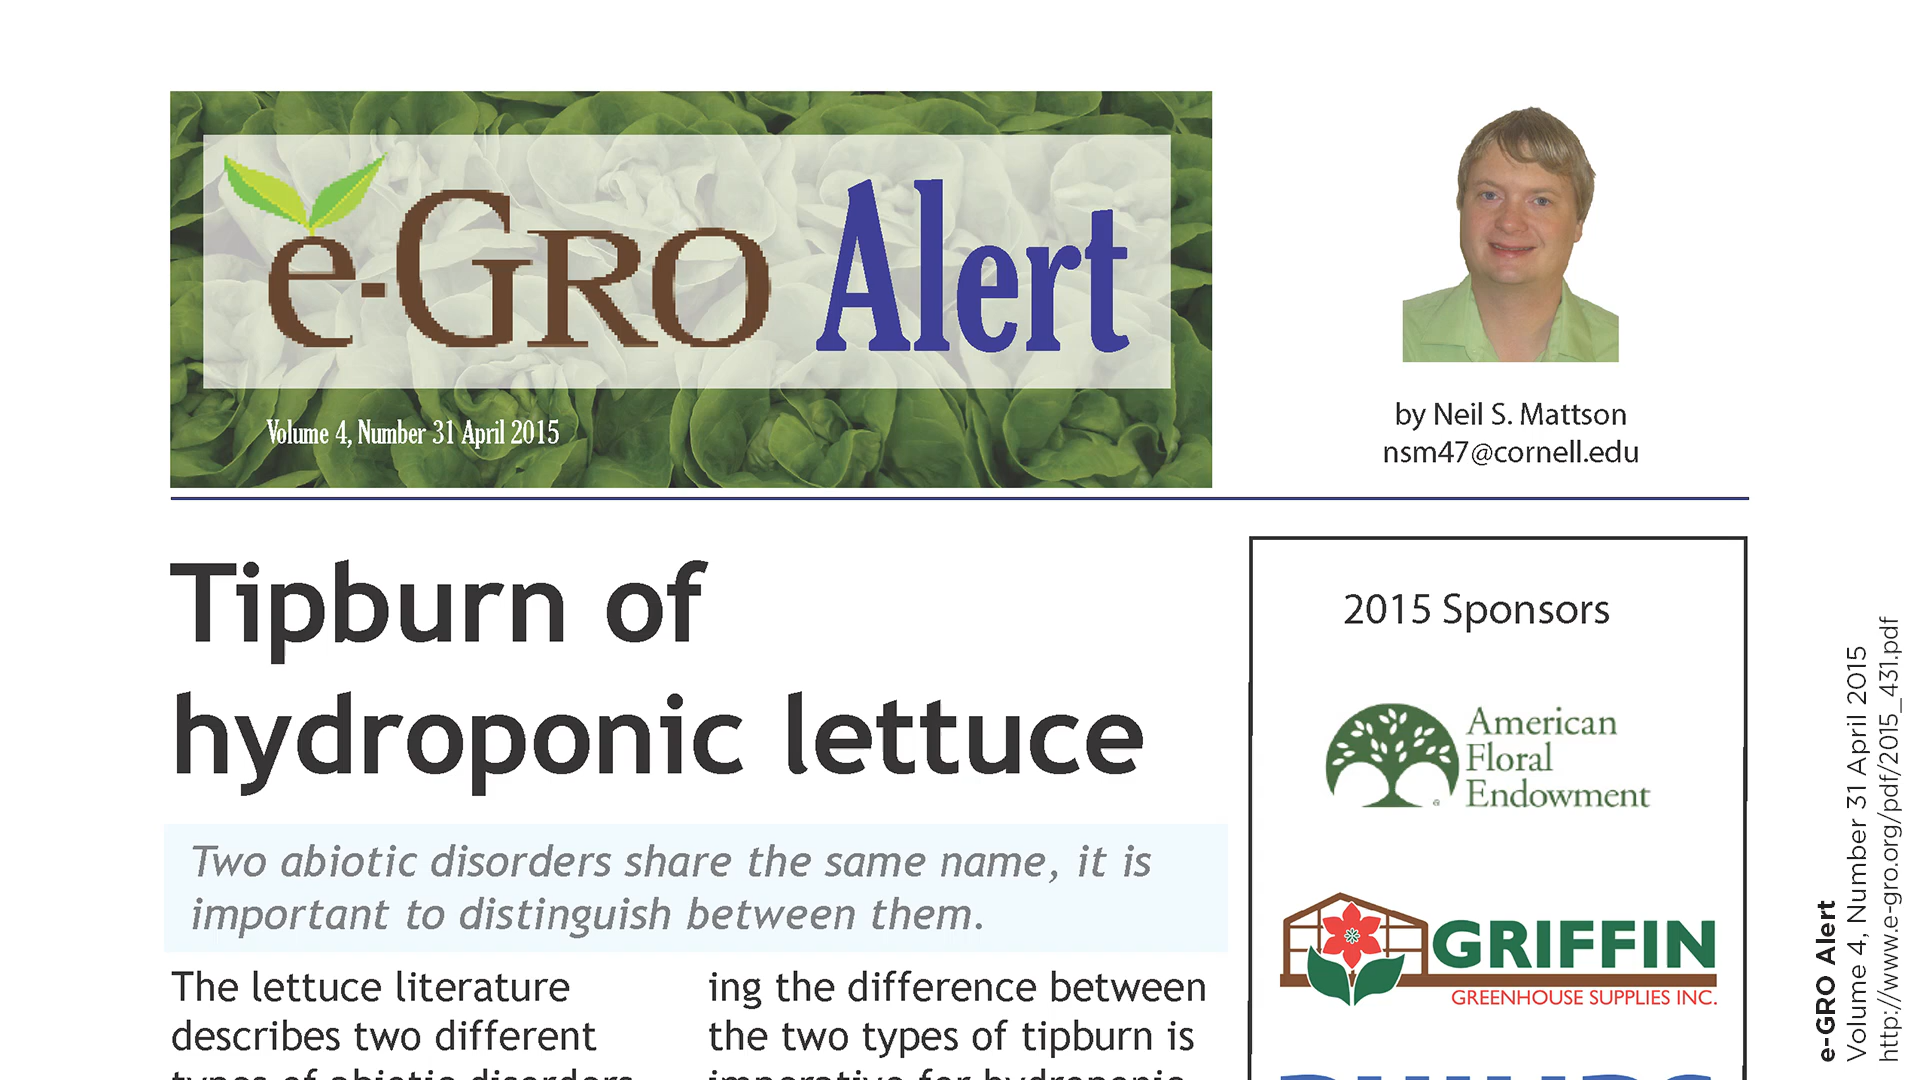 e-GRO Alert
Volume 4, Number 31 April 2015
by Neil S. Mattson
nsm47@cornell.edu
Tipburn of
hydroponic lettuce
Two abiotic disorders share the same name, it is
important to distinguish between them.
The lettuce literature
describes two different
types of abiotic disorders
ing the difference between
the two types of tipburn is
imperative for hydroponic
2015 Sponsors
American
Floral
Endowment
®
GRIFFIN
GREENHOUSE SUPPLIES INC.
PHILIPS
e-GRO Alert
Volume 4, Number 31 April 2015
http://www.e-gro.org/pdf/2015_431.pdf